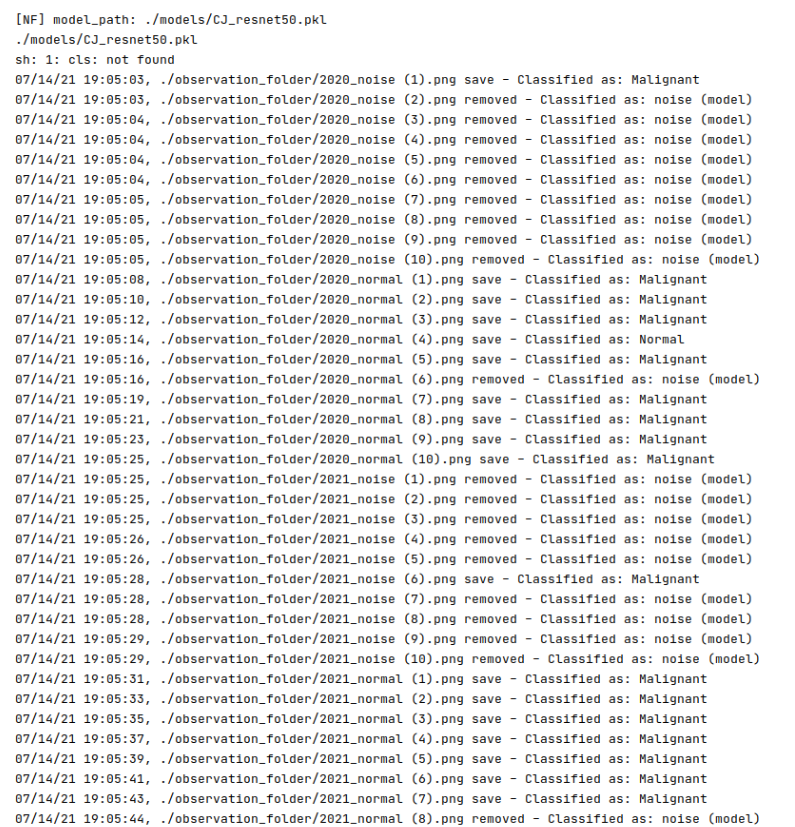 [NF] model_path: ./models/CJ_resnet50.pkl
./models/CJ_resnet50.pkl
sh: 1: cls: not found
07/14/21 19:05:03, ./observation_folder/2020_noise (1).png save - Classified as: Malignant
07/14/21 19:05:03, ./observation_folder/2020_noise (2).png removed - Classified as: noise (model)
07/14/21 19:05:04, ./observation_folder/2020_noise (3).png removed - Classified as: noise (model)
07/14/21 19:05:04, ./observation_folder/2020_noise (4).png removed - Classified as: noise (model)
07/14/21 19:05:04, ./observation_folder/2020_noise (5).png removed - Classified as: noise (model)
07/14/21 19:05:04, ./observation_folder/2020_noise (6).png removed - Classified as: noise (model)
07/14/21 19:05:05, ./observation_folder/2020_noise (7).png removed - Classified as: noise (model)
07/14/21 19:05:05, ./observation_folder/2020_noise (8).png removed - Classified as: noise (model)
07/14/21 19:05:05, ./observation_folder/2020_noise (9).png removed - Classified as: noise (model)
07/14/21 19:05:05, ./observation_folder/2020_noise (10).png removed - Classified as: noise (model)
07/14/21 19:05:08, ./observation_folder/2020_normal (1).png save - Classified as: Malignant
07/14/21 19:05:10, ./observation_folder/2020_normal (2).png save - Classified as: Malignant
07/14/21 19:05:12, ./observation_folder/2020_normal (3).png save - Classified as: Malignant
07/14/21 19:05:14, ./observation_folder/2020_normal (4).png save - Classified as: Normal
07/14/21 19:05:16, ./observation_folder/2020_normal (5).png save - Classified as: Malignant
07/14/21 19:05:16, ./observation_folder/2020_normal (6).png removed - Classified as: noise (model)
07/14/21 19:05:19, ./observation_folder/2020_normal (7).png save - Classified as: Malignant
07/14/21 19:05:21, ./observation_folder/2020_normal (8).png save - Classified as: Malignant
07/14/21 19:05:23, ./observation_folder/2020_normal (9).png save - Classified as: Malignant
07/14/21 19:05:25, ./observation_folder/2020_normal (10).png save - Classified as: Malignant
07/14/21 19:05:25, ./observation_folder/2021_noise (1).png removed - Classified as: noise (model)
07/14/21 19:05:25, ./observation_folder/2021_noise (2).png removed - Classified as: noise (model)
07/14/21 19:05:25, ./observation_folder/2021_noise (3).png removed - Classified as: noise (model)
07/14/21 19:05:26, ./observation_folder/2021_noise (4).png removed - Classified as: noise (model)
07/14/21 19:05:26, ./observation_folder/2021_noise (5).png removed - Classified as: noise (model)
07/14/21 19:05:28, ./observation_folder/2021_noise (6).png save - Classified as: Malignant
07/14/21 19:05:28, ./observation_folder/2021_noise (7).png removed - Classified as: noise (model)
07/14/21 19:05:28, ./observation_folder/2021_noise (8).png removed - Classified as: noise (model)
07/14/21 19:05:29, ./observation_folder/2021_noise (9).png removed - Classified as: noise (model)
07/14/21 19:05:29, ./observation_folder/2021_noise (10).png removed - Classified as: noise (model)
07/14/21 19:05:31, ./observation_folder/2021_normal (1).png save - Classified as: Malignant
07/14/21 19:05:33, ./observation_folder/2021_normal (2).png save - Classified as: Malignant
07/14/21 19:05:35, ./observation_folder/2021_normal (3).png save - Classified as: Malignant
07/14/21 19:05:37, ./observation_folder/2021_normal (4).png save - Classified as: Malignant
07/14/21 19:05:39, ./observation_folder/2021_normal (5).png save - Classified as: Malignant
07/14/21 19:05:41, ./observation_folder/2021_normal (6).png save - Classified as: Malignant
07/14/21 19:05:43, ./observation_folder/2021_normal (7).png save - Classified as: Malignant
07/14/21 19:05:44, ./observation_folder/2021_normal (8).png removed - Classified as: noise (model)